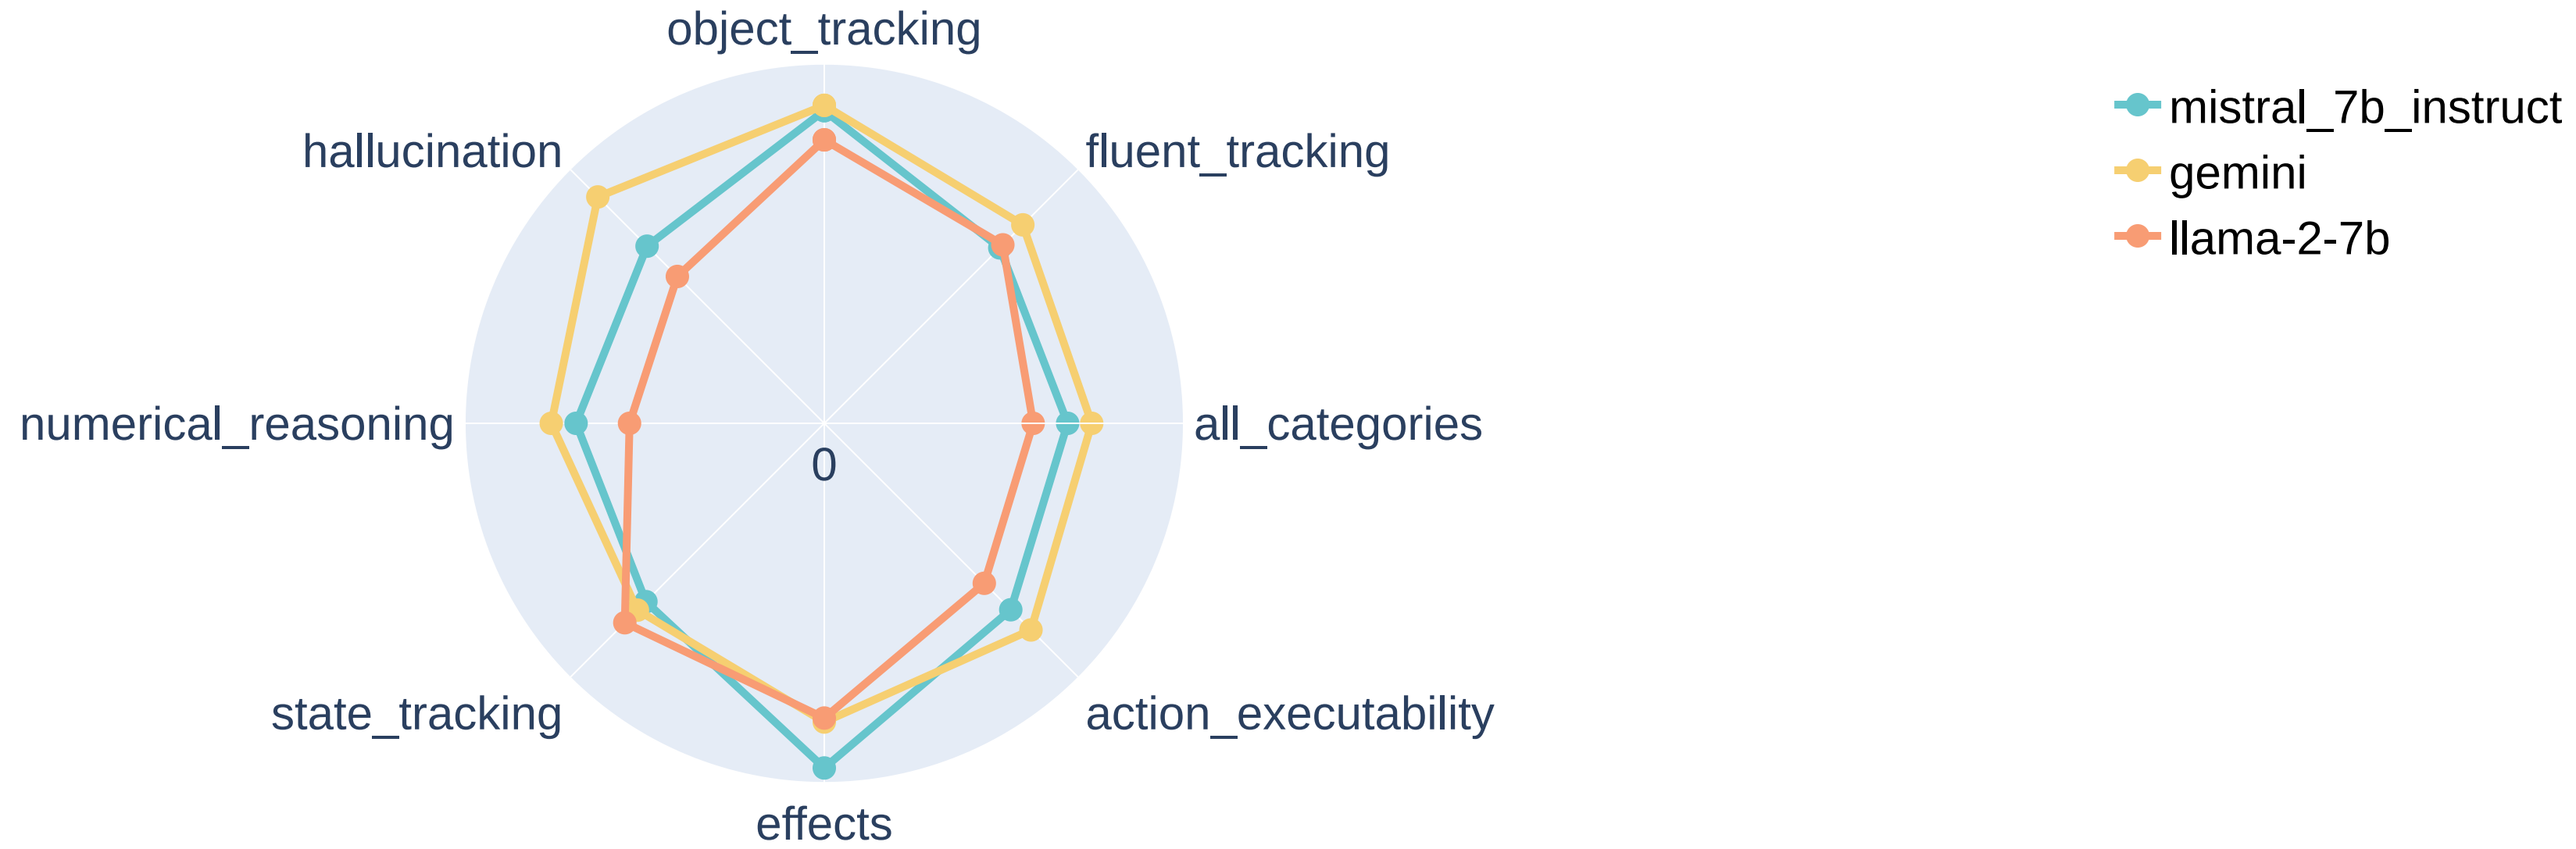 object_tracking
hallucination
fluent_tracking
numerical_reasoning
all_categories
0
state_tracking
action_executability
effects
mistral_7b_instruct
gemini
llama-2-7b